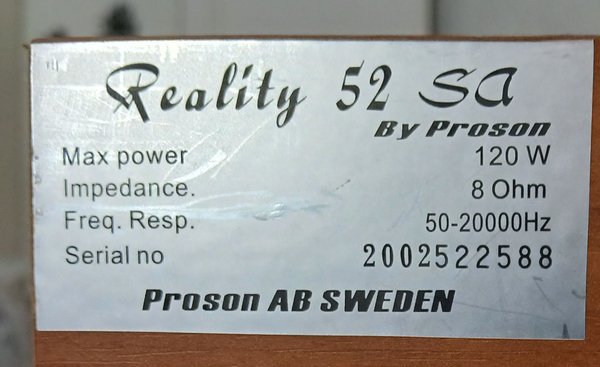 Reality 52 SA
By Proson
Max power 120 W
Impedance. 8 Ohm
Freq. Resp. 50-20000Hz
Serial no 2002522588
Proson AB SWEDEN